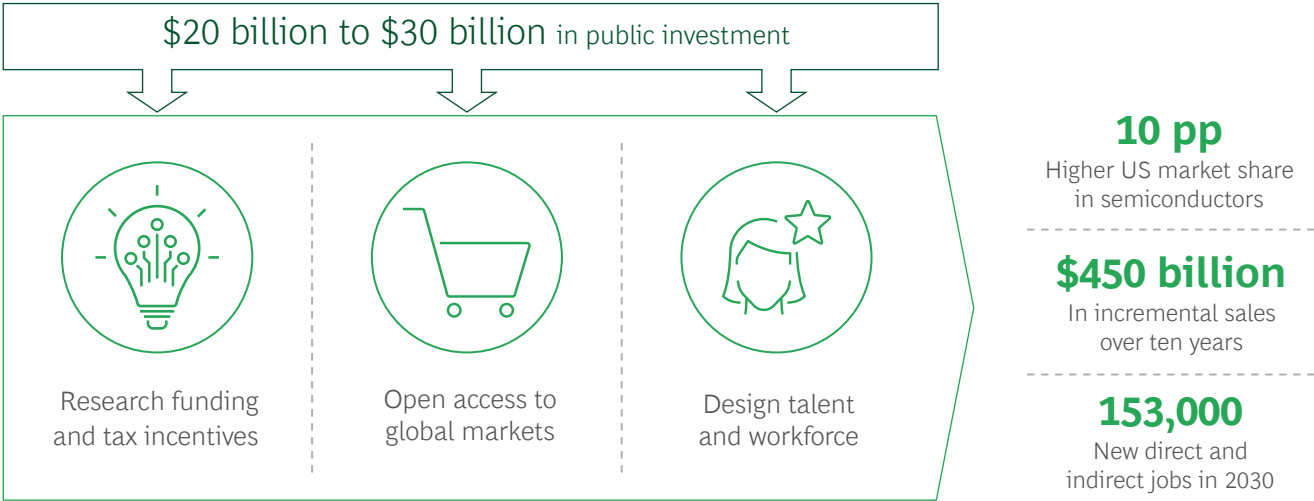 $20 billion to $30 billion in public investment
Research funding
and tax incentives
Open access to
global markets
Design talent
and workforce
10 pp
Higher US market share
in semiconductors
$450 billion
In incremental sales
over ten years
153,000
New direct and
indirect jobs in 2030